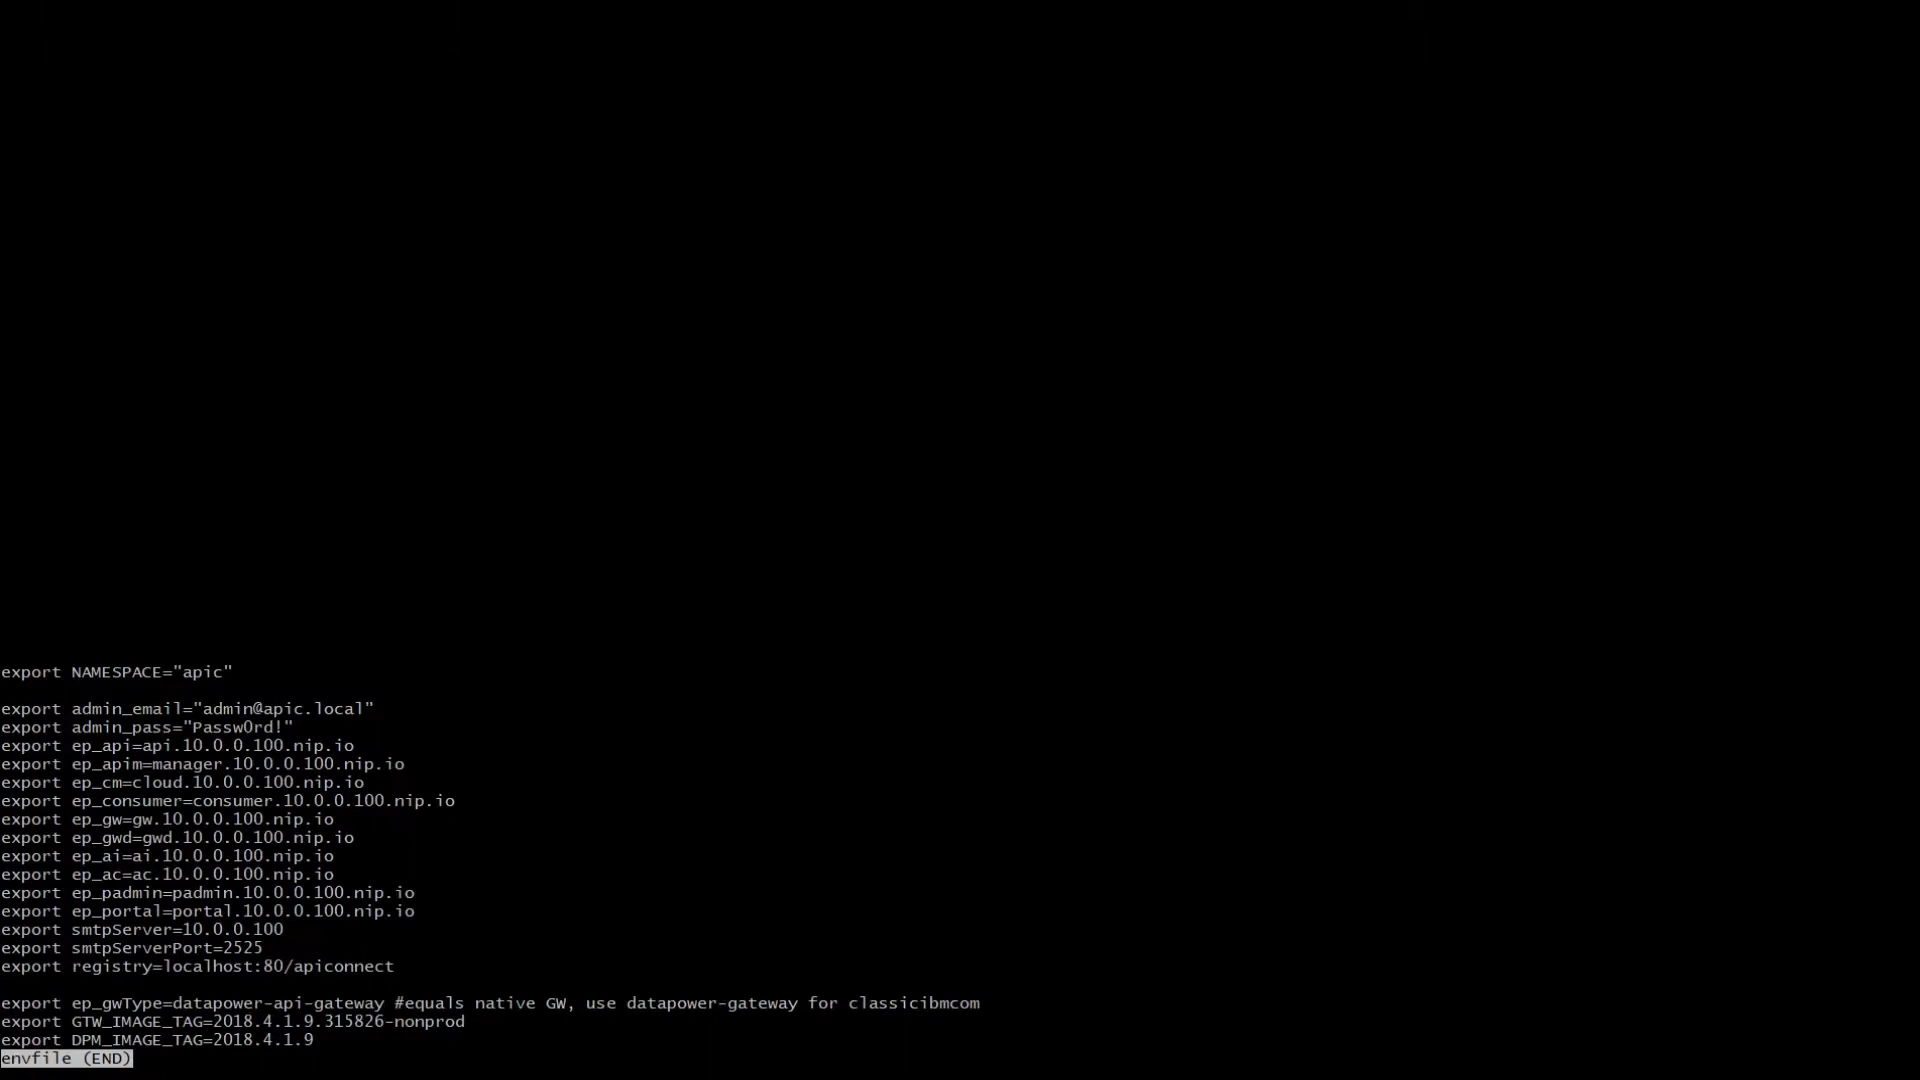 export NAMESPACE="apic"
export admin_email="admin@apic.local"
export admin_pass="Passw0rd!"
export ep_api=api.10.0.0.100.nip.io
export ep_apim=manager.10.0.0.100.nip.io
export ep_cm=cloud.10.0.0.100.nip.io
export ep_consumer=consumer.10.0.0.100.nip.io
export ep_gw=gw.10.0.0.100.nip.io
export ep_gwd=gwd.10.0.0.100.nip.io
export ep_ai=ai.10.0.0.100.nip.io
export ep_ac=ac.10.0.0.100.nip.io
export ep_padmin=padmin.10.0.0.100.nip.io
export ep_portal=portal.10.0.0.100.nip.io
export smtpServer=10.0.0.100
export smtpServerPort=2525
export registry=localhost:80/apiconnect
export ep_gwType=datapower-api-gateway #equals native GW, use datapower-gateway for classicibmcom
export GTW_IMAGE_TAG=2018.4.1.9.315826-nonprod
export DPM_IMAGE_TAG=2018.4.1.9
envfile (END)